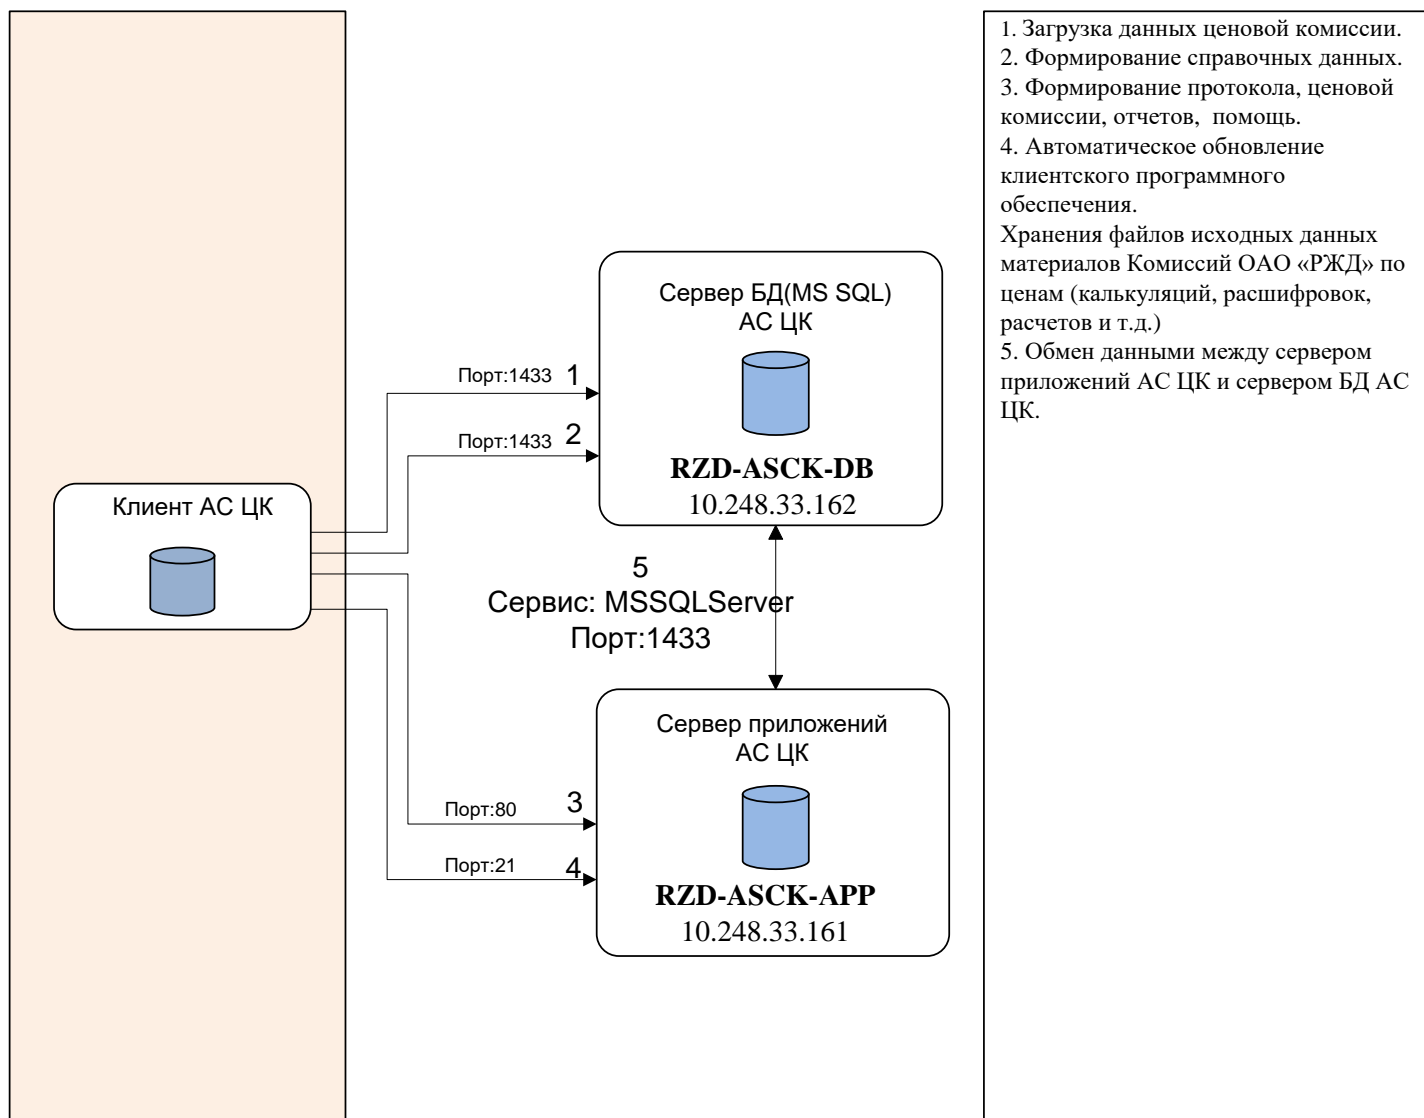 Клиент АС ЦК
Порт:1433 1
Порт:1433 2
Сервер БД(MS SQL)
АС ЦК
RZD-ASCK-DB
10.248.33.162
5
Сервис: MSSQLServer
Порт:1433
Порт:80 3
Порт:21 4
Сервер приложений
АС ЦК
RZD-ASCK-APP
10.248.33.161
1. Загрузка данных ценовой комиссии.
2. Формирование справочных данных.
3. Формирование протокола, ценовой
комиссии, отчетов, помощь.
4. Автоматическое обновление
клиентского программного
обеспечения.
Хранения файлов исходных данных
материалов Комиссий ОАО «РЖД» по
ценам (калькуляций, расшифровок,
расчетов и т.д.)
5. Обмен данными между сервером
приложений АС ЦК и сервером БД АС
ЦК.